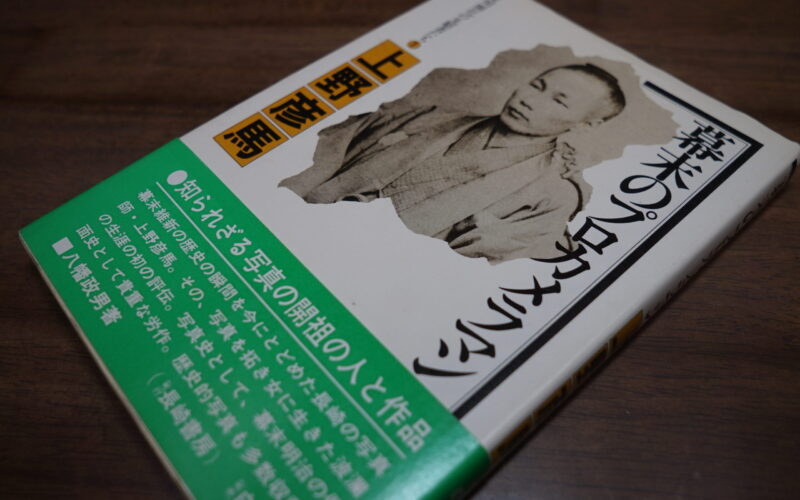 幕末のプロカメラマン
上野彦馬
●知られざる写真の開祖の人と作品
幕末維新の歴史の瞬間を今にとどめた長崎の写真
師・上野彦馬。その、写真を拓き女に生きた波瀾
の生涯の初の評伝。写真史として、幕末明治の
面史として貴重な労作。歴史的写真も多数収
■八幡政男著
長崎書房